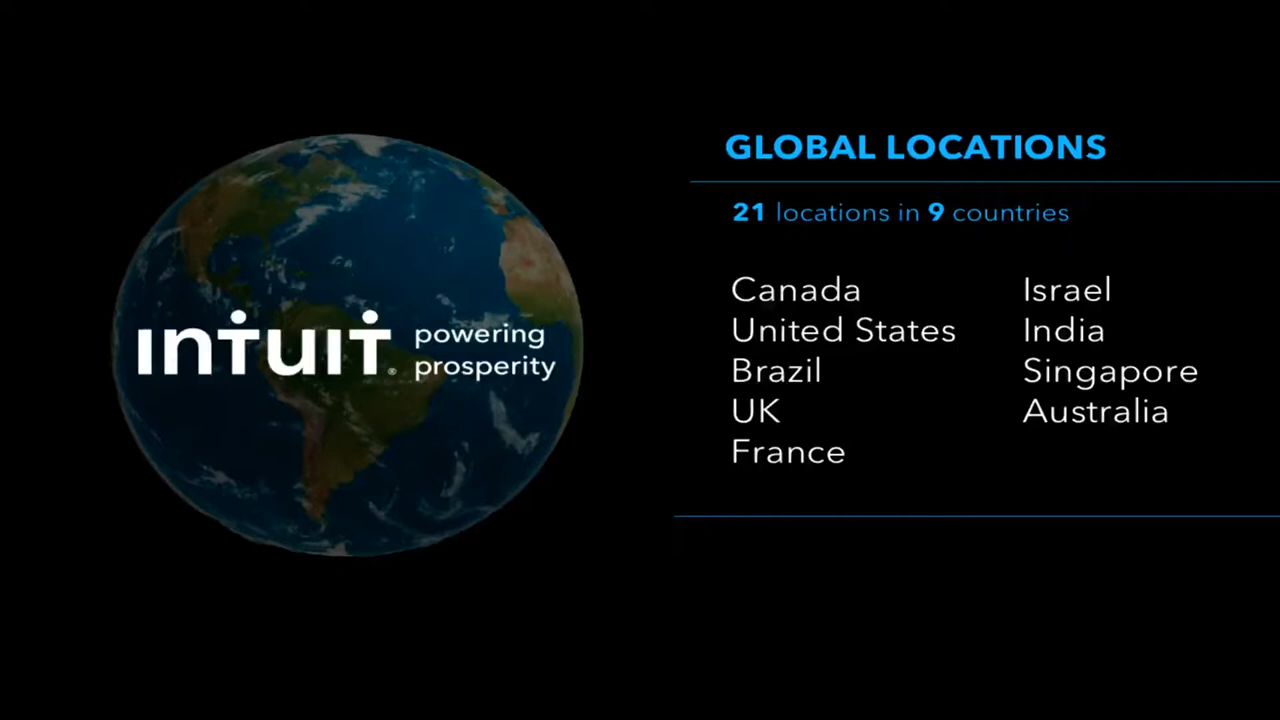 INTUIT® powering
prosperity
GLOBAL LOCATIONS
21 locations in 9 countries
Canada
United States
Brazil
UK
France
Israel
India
Singapore
Australia